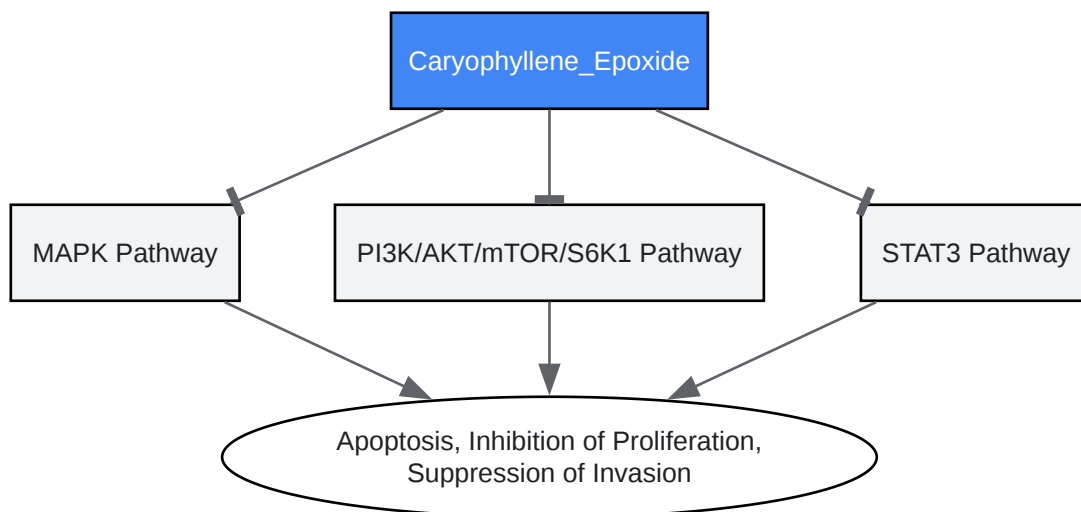 Caryophyllene_Epoxide
MAPK Pathway
PI3K/AKT/mTOR/S6K1 Pathway
STAT3 Pathway
Apoptosis, Inhibition of Proliferation,
Suppression of Invasion